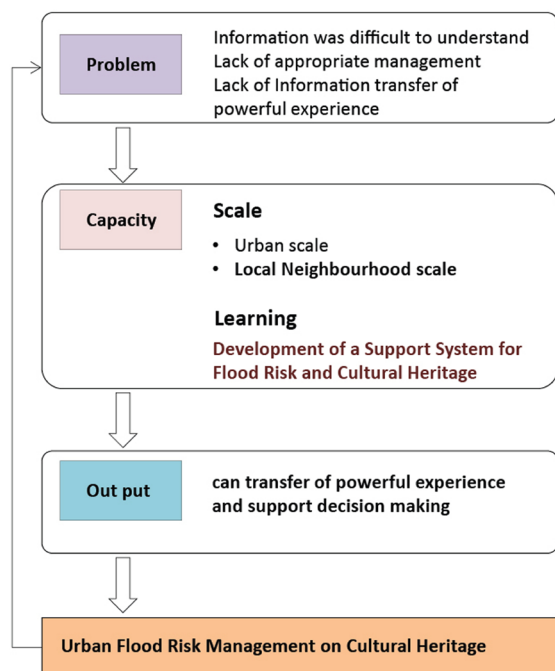 Problem
Information was difficult to understand
Lack of appropriate management
Lack of Information transfer of
powerful experience
Capacity
Scale
• Urban scale
• Local Neighbourhood scale
Learning
Development of a Support System for
Flood Risk and Cultural Heritage
Out put
can transfer of powerful experience
and support decision making
Urban Flood Risk Management on Cultural Heritage